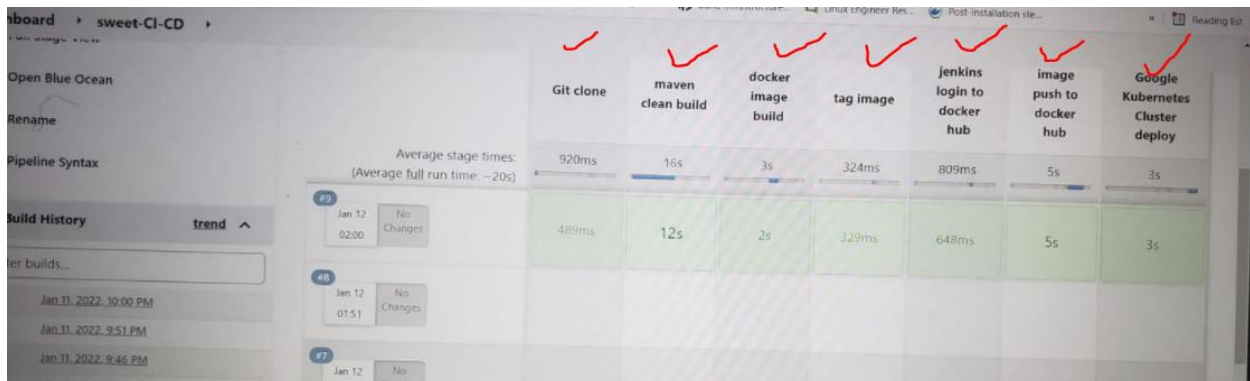 sweet-CI-CD
Linux Engineer Res...
Post-installation ste...
Reading list
Open Blue Ocean
Rename
Pipeline Syntax
Build History
trend
Jan 11, 2022, 10:00 PM
Jan 11, 2022, 9:51 PM
Jan 11, 2022, 9:46 PM
Git clone
maven
clean build
docker
image
build
tag image
jenkins
login to
docker
hub
image
push to
docker
hub
Google
Kubernetes
Cluster
deploy
Average stage times:
(Average full run time: ~20s)
920ms
16s
3s
324ms
809ms
5s
3s
#9
Jan 12
02:00
No
Changes
489ms
12s
2s
329ms
648ms
5s
3s
#8
Jan 12
01:51
No
Changes
#7
Jan 12
No